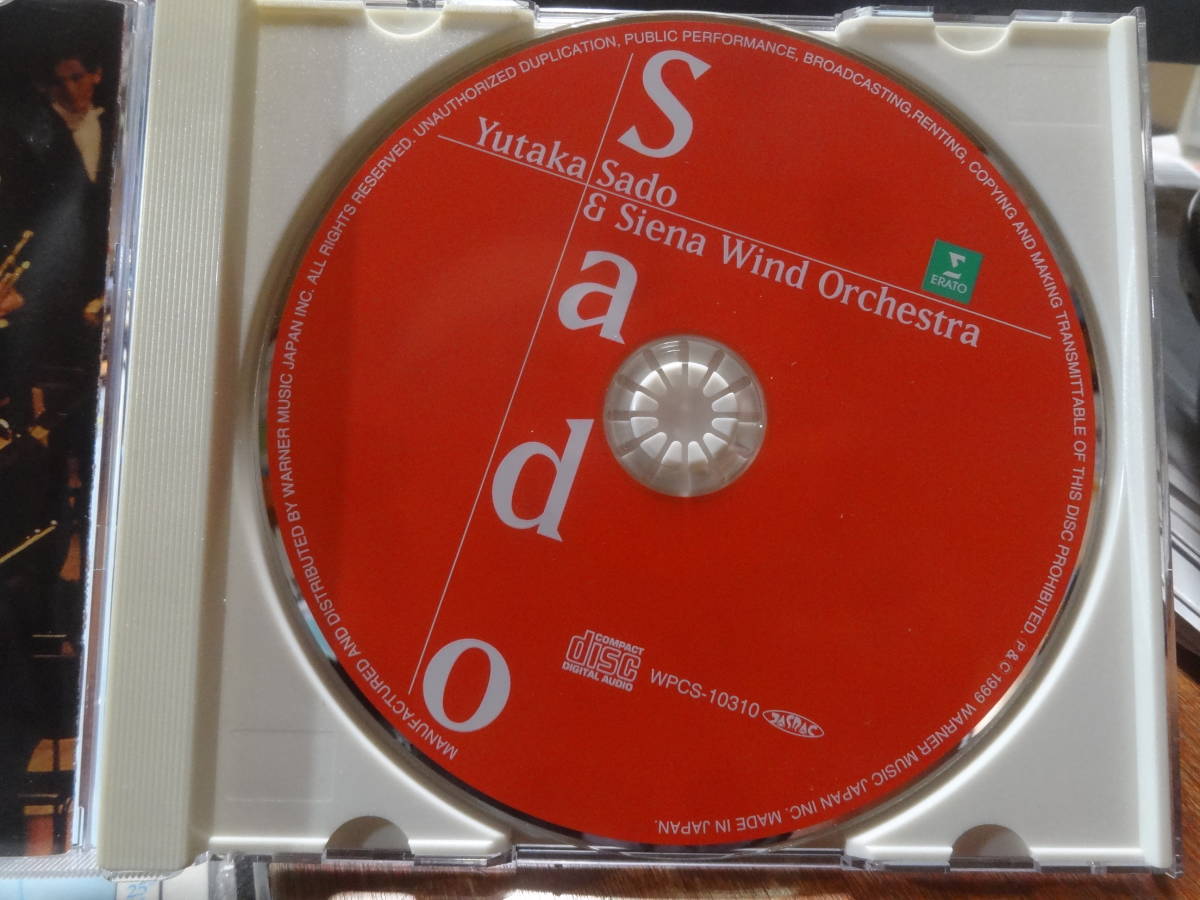 Sado
Yutaka Sado
& Siena Wind Orchestra
ERATO
COMPACT
disc
DIGITAL AUDIO
WPCS-10310
JASRAC
MANUFACTURED AND DISTRIBUTED BY WARNER MUSIC JAPAN INC. ALL RIGHTS RESERVED. UNAUTHORIZED DUPLICATION, PUBLIC PERFORMANCE, BROADCASTING,RENTING, COPYING AND MAKING TRANSMITTABLE OF THIS DISC PROHIBITED. P.&C 1999 WARNER MUSIC JAPAN INC. MADE IN JAPAN.
25